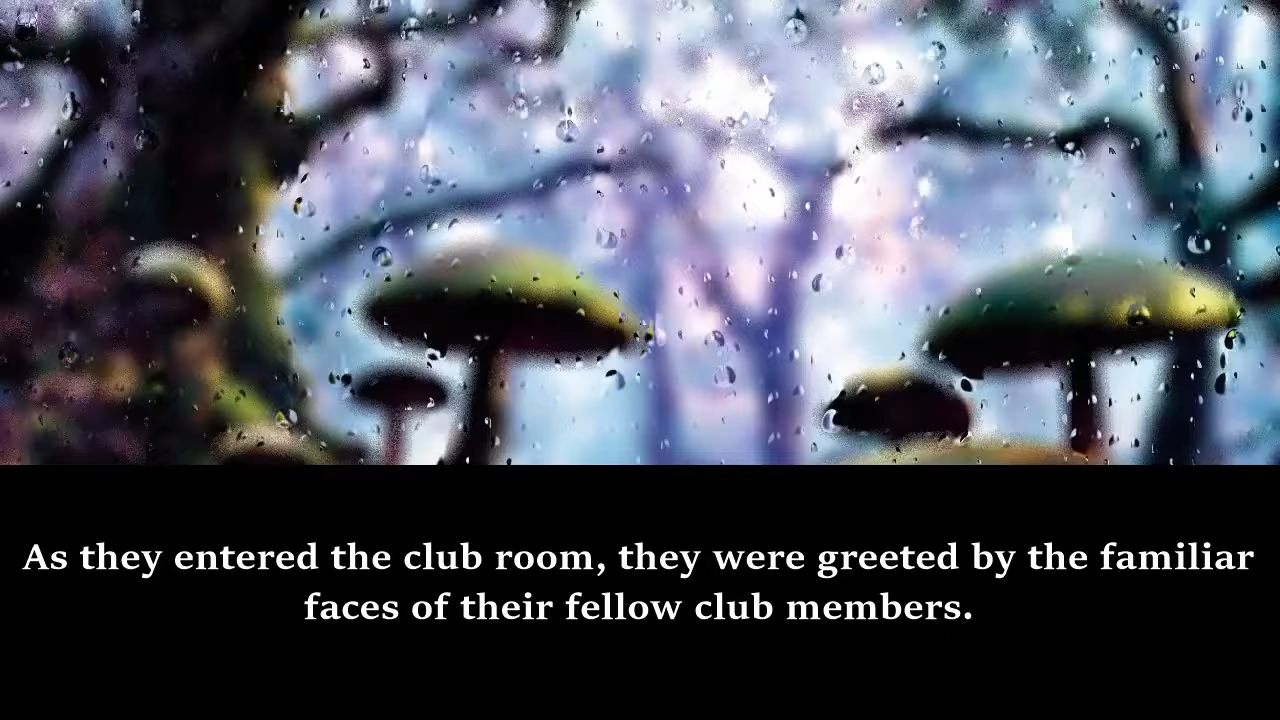 As they entered the club room, they were greeted by the familiar
faces of their fellow club members.